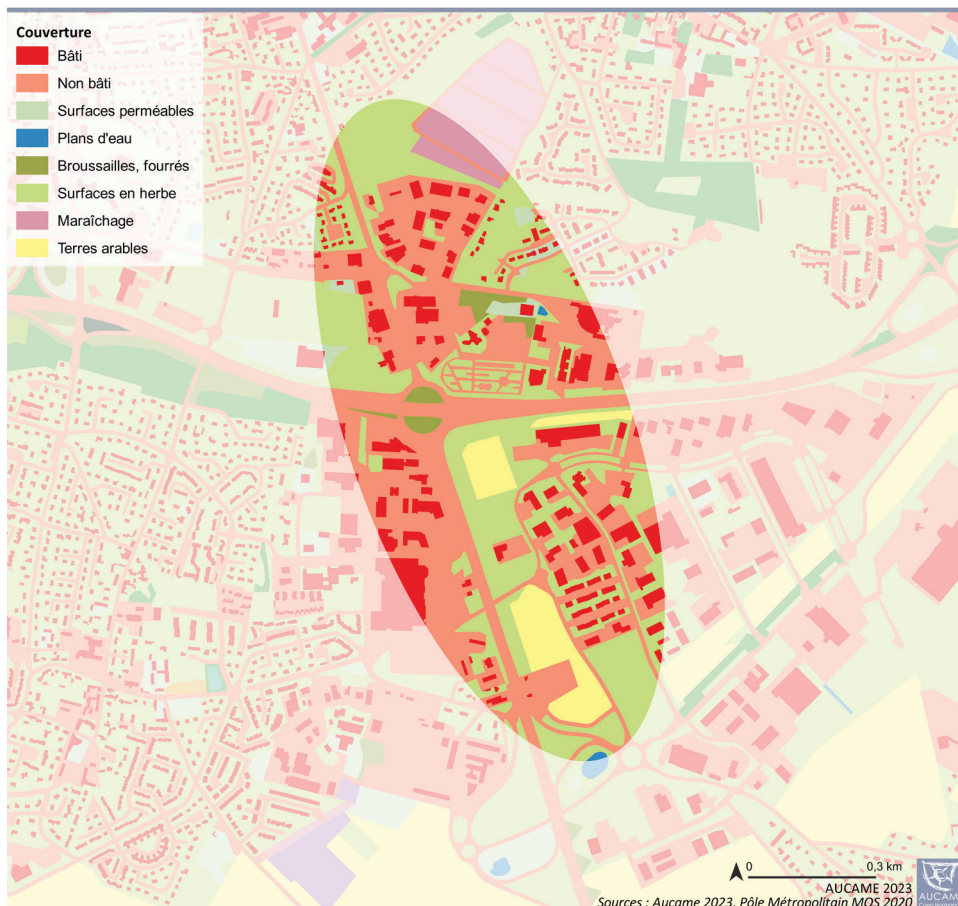 Couverture
Bâti
Non bâti
Surfaces perméables
Plans d'eau
Broussailles, fourrés
Surfaces en herbe
Maraîchage
Terres arables
0 0,3 km
AUCAME 2023
Sources : Aucame 2023, Pôle Métropolitain MOS 2020
AUCAME